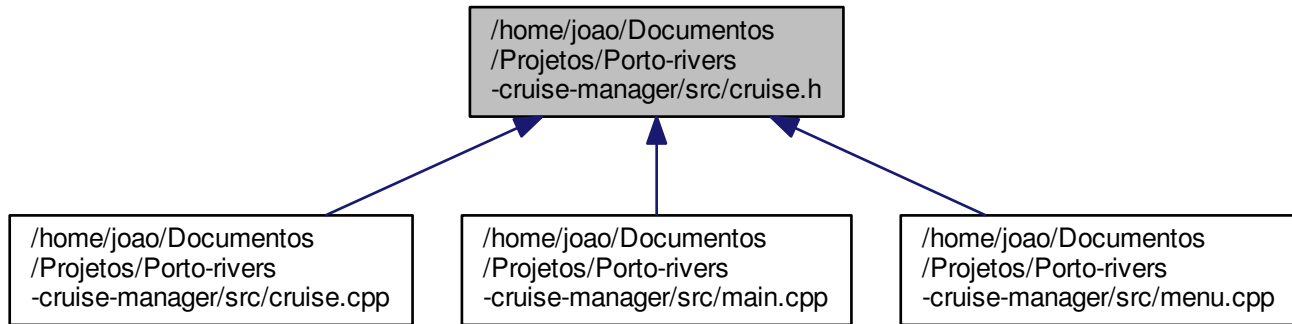 /home/joao/Documentos
/Projetos/Porto-rivers
-cruise-manager/src/cruise.h
/home/joao/Documentos
/Projetos/Porto-rivers
-cruise-manager/src/cruise.cpp
/home/joao/Documentos
/Projetos/Porto-rivers
-cruise-manager/src/main.cpp
/home/joao/Documentos
/Projetos/Porto-rivers
-cruise-manager/src/menu.cpp